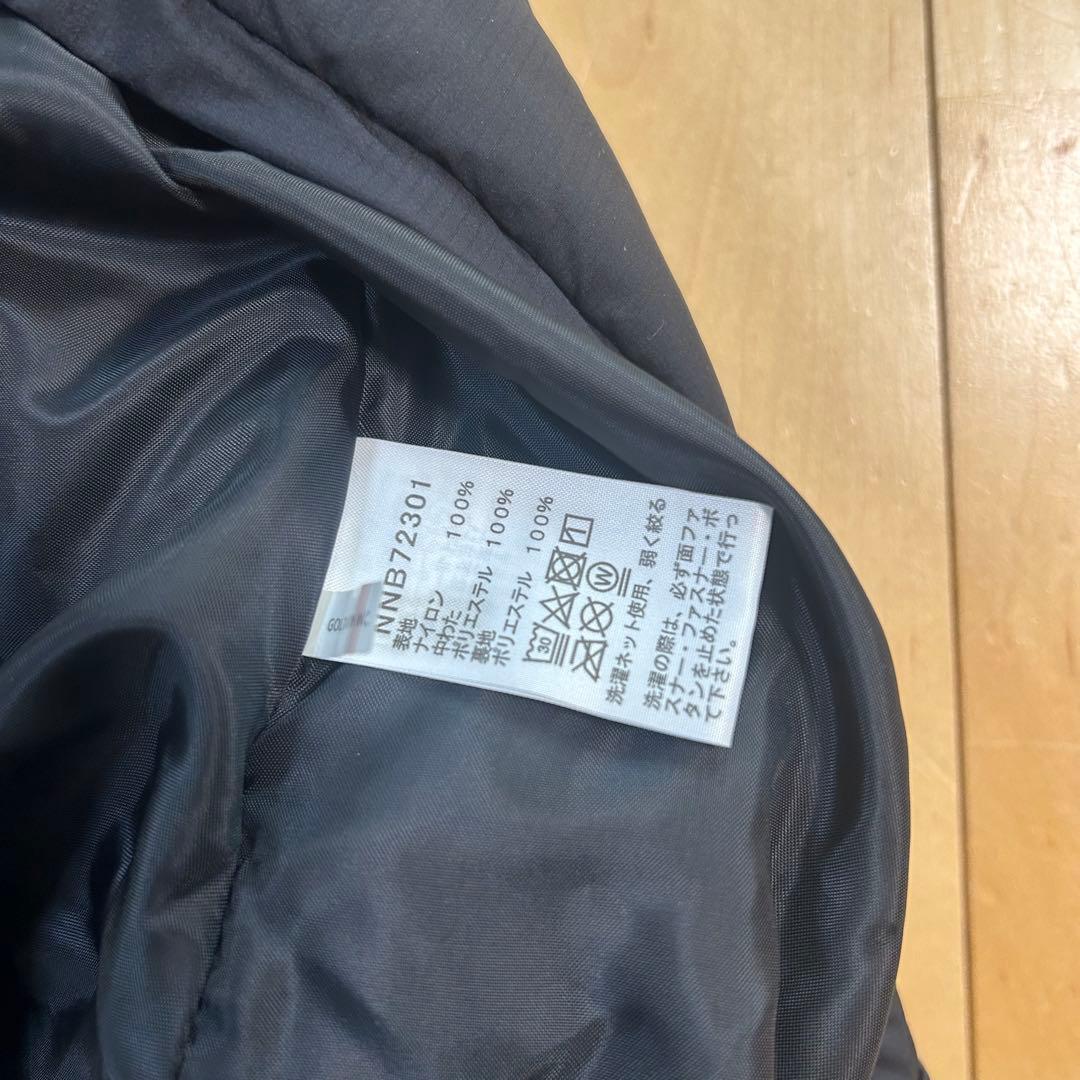 NNB72301
表地
ナイロン 100%
中わた
ポリエステル 100%
裏地
ポリエステル 100%
30
W
洗濯ネット使用、弱く絞る
洗濯の際は、必ず面ファ
スナー・ファスナー・ボ
タンを止めた状態で行っ
て下さい。